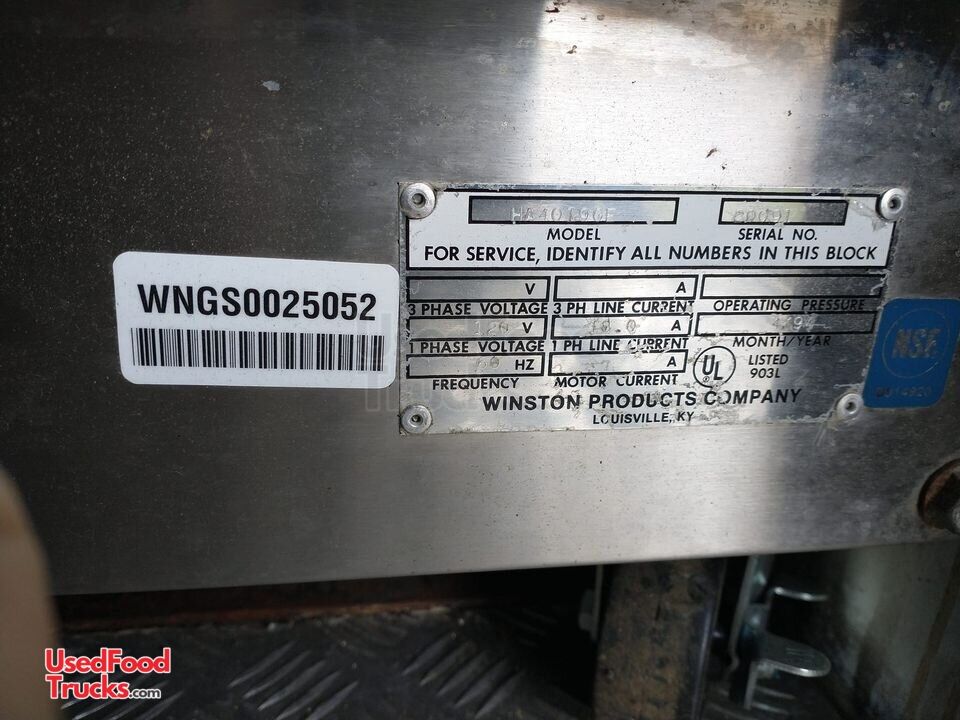 WNGS0025052
MODEL
SERIAL NO.
FOR SERVICE, IDENTIFY ALL NUMBERS IN THIS BLOCK
V
A
3 PHASE VOLTAGE
3 PH LINE CURRENT
OPERATING PRESSURE
120 V
A
1 PHASE VOLTAGE
1 PH LINE CURRENT
MONTH/YEAR
HZ
A
FREQUENCY
MOTOR CURRENT
UL
LISTED
903L
WINSTON PRODUCTS COMPANY
LOUISVILLE, KY
NSF
UsedFood
Trucks.com